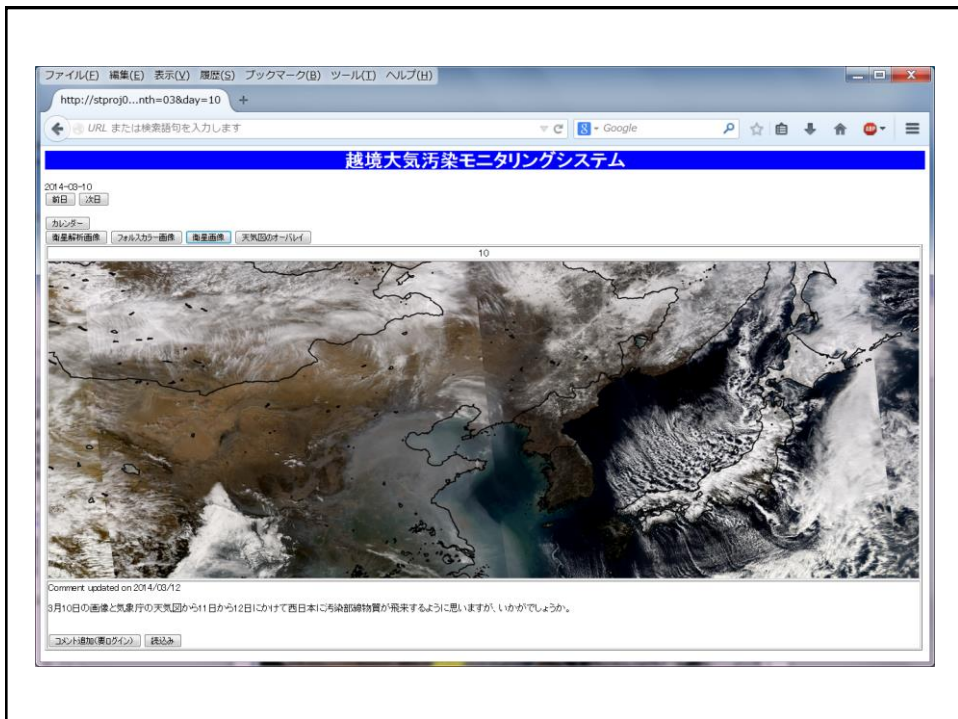 ファイル(F) 編集(E) 表示(V) 履歴(S) ブックマーク(B) ツール(T) ヘルプ(H)
http://stproj0...nth=03&day=10 +
URL または検索語句を入力します 8 - Google
越境大気汚染モニタリングシステム
2014-03-10
前日 次日
カレンダー
衛星解析画像 フォルスカラー画像 衛星画像 天気図のオーバレイ
10
Comment updated on 2014/03/12
3月10日の画像と気象庁の天気図から11日から12日にかけて西日本に汚染部線物質が飛来するように思いますが、いかがでしょうか。
コメント追加(要ログイン) 読込み